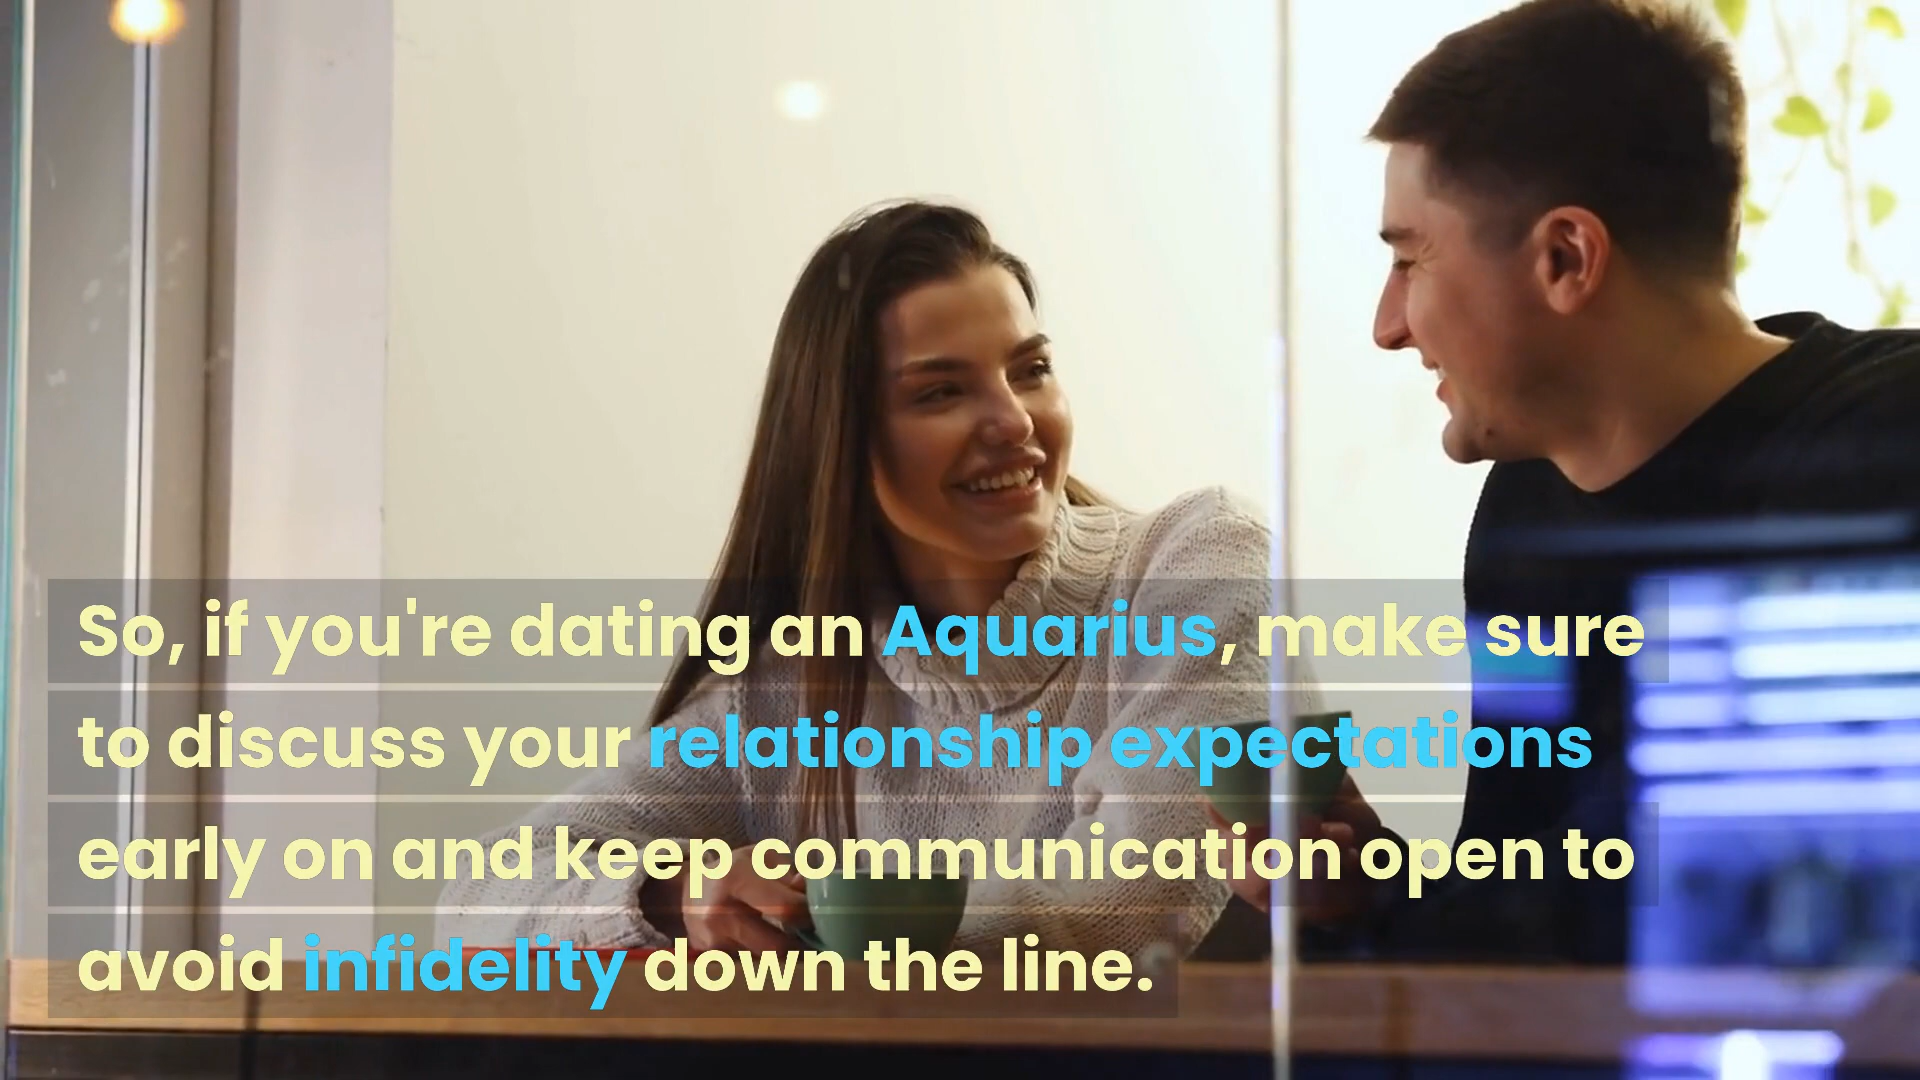 So, if you're dating an Aquarius, make sure
to discuss your relationship expectations
early on and keep communication open to
avoid infidelity down the line.